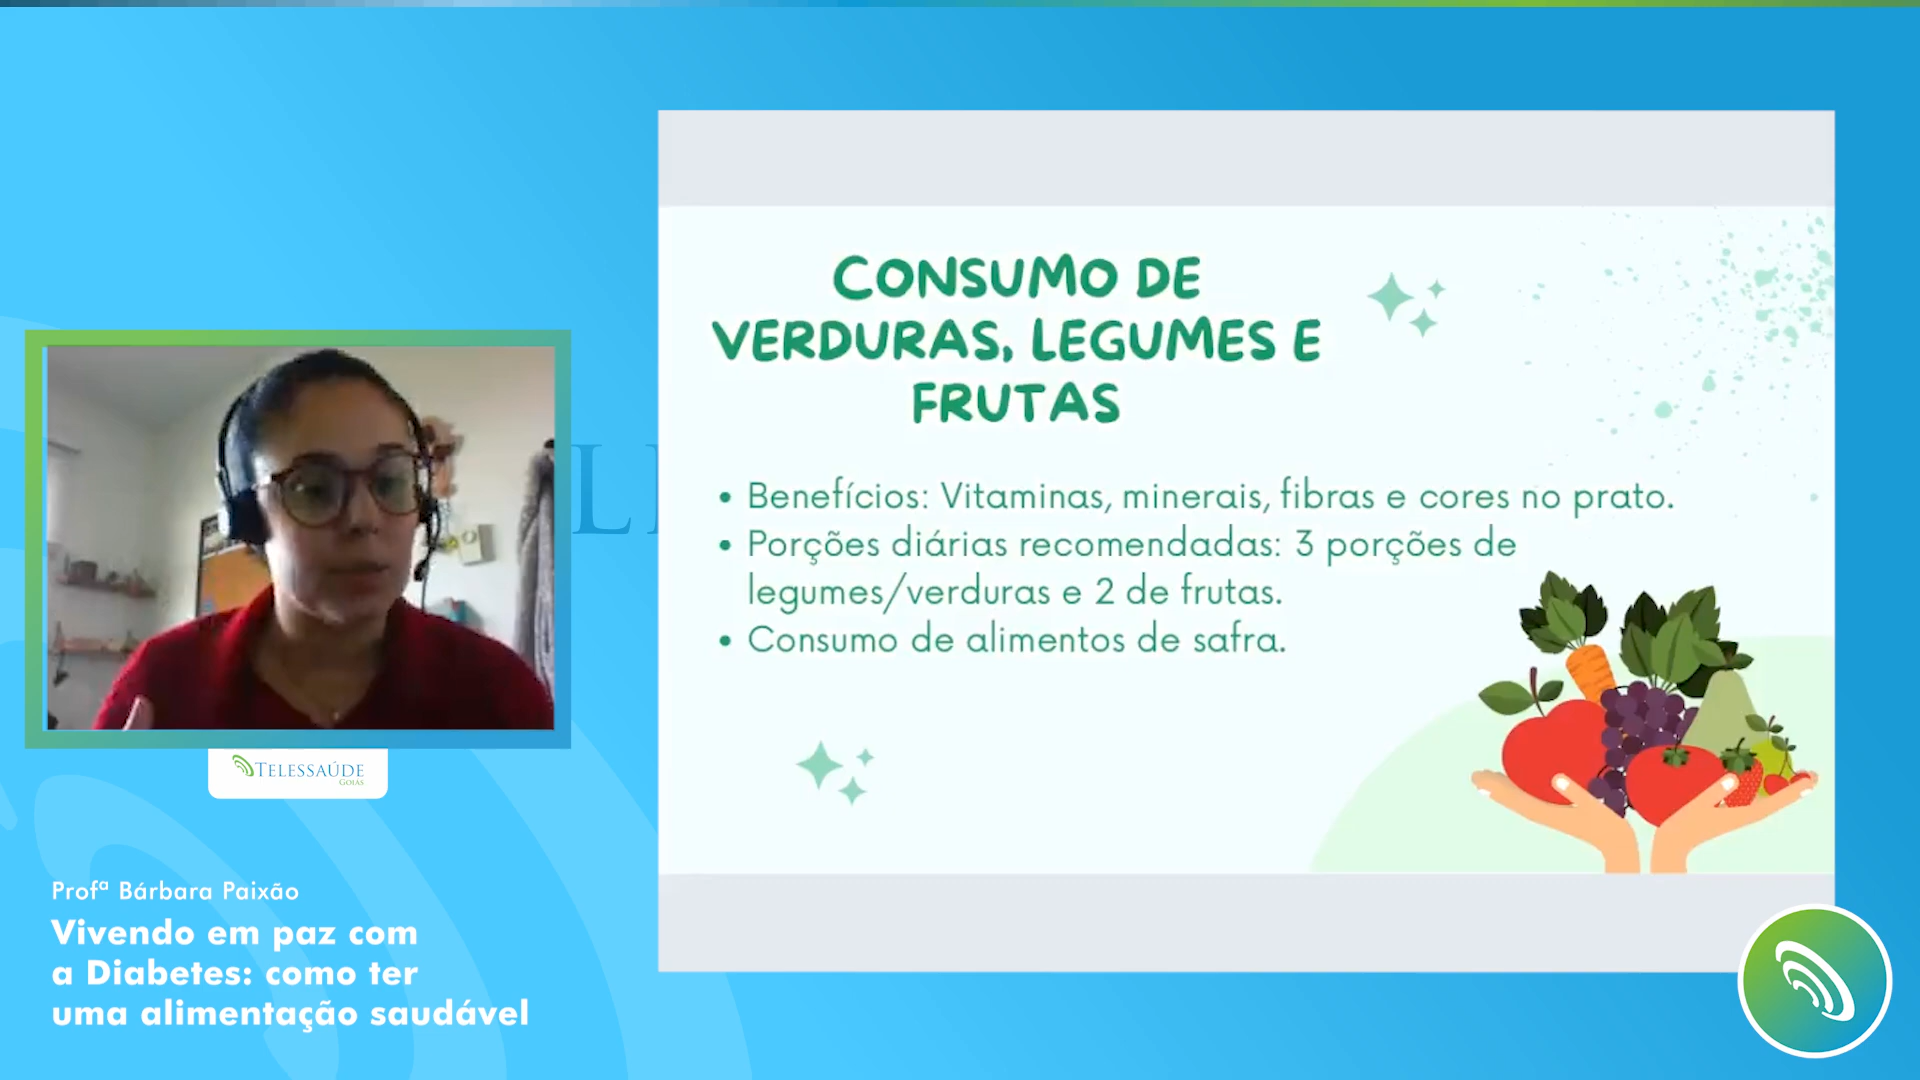 CONSUMO DE
VERDURAS, LEGUMES E
FRUTAS
• Benefícios: Vitaminas, minerais, fibras e cores no prato.
• Porções diárias recomendadas: 3 porções de
legumes/verduras e 2 de frutas.
• Consumo de alimentos de safra.
TELESSAÚDE
GOIÁS
Profª Bárbara Paixão
Vivendo em paz com
a Diabetes: como ter
uma alimentação saudável